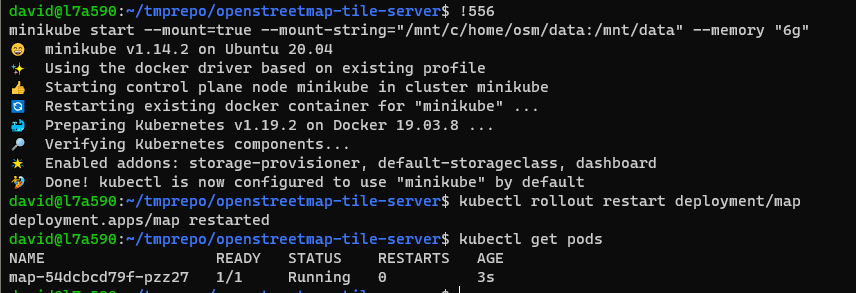 david@l7a590:~/tmprepo/openstreetmap-tile-server$ !556
minikube start --mount=true --mount-string="/mnt/c/home/osm/data:/mnt/data" --memory "6g"
😄 minikube v1.14.2 on Ubuntu 20.04
✨ Using the docker driver based on existing profile
👍 Starting control plane node minikube in cluster minikube
🔄 Restarting existing docker container for "minikube" ...
🐳 Preparing Kubernetes v1.19.2 on Docker 19.03.8 ...
🔎 Verifying Kubernetes components...
🌟 Enabled addons: storage-provisioner, default-storageclass, dashboard
🏄 Done! kubectl is now configured to use "minikube" by default
david@l7a590:~/tmprepo/openstreetmap-tile-server$ kubectl rollout restart deployment/map
deployment.apps/map restarted
david@l7a590:~/tmprepo/openstreetmap-tile-server$ kubectl get pods
NAME READY STATUS RESTARTS AGE
map-54dcbcd79f-pzz27 1/1 Running 0 3s
david@l7a590:~/tmprepo/openstreetmap-tile-server$